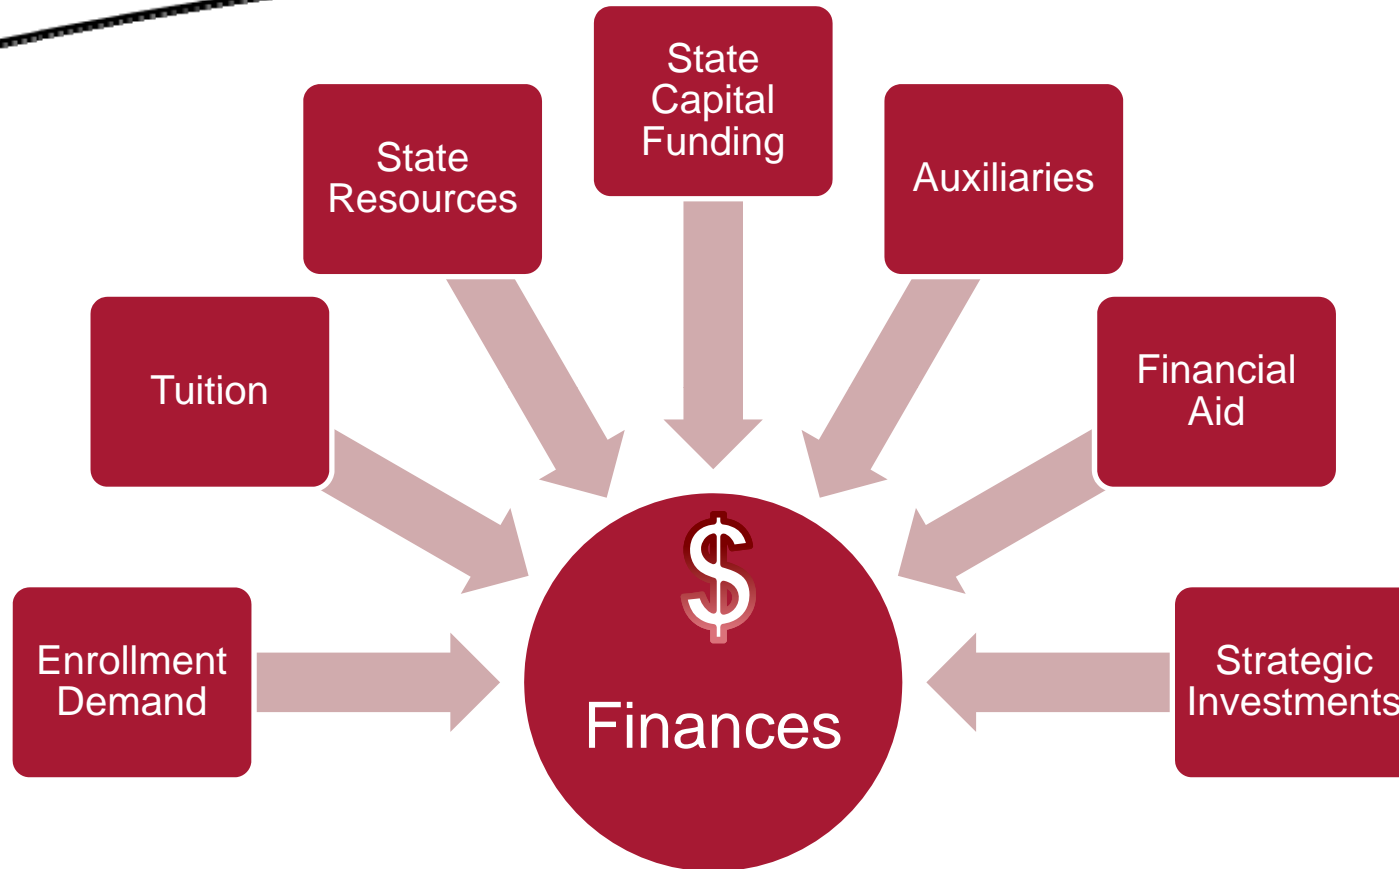 State
Capital
Funding
State
Resources
Auxiliaries
Tuition
Financial
Aid
Enrollment
Demand
Strategic
Investments
$
Finances